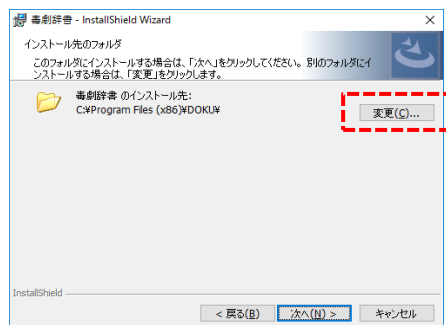 毒劇辞書 - InstallShield Wizard
インストール先のフォルダ
このフォルダにインストールする場合は、「次へ」をクリックしてください。別のフォルダにイ
ンストールする場合は、「変更」をクリックします。
毒劇辞書 のインストール先:
C:¥Program Files (x86)¥DOKU¥
変更(C)...
InstallShield
< 戻る(B)
次へ(N) >
キャンセル